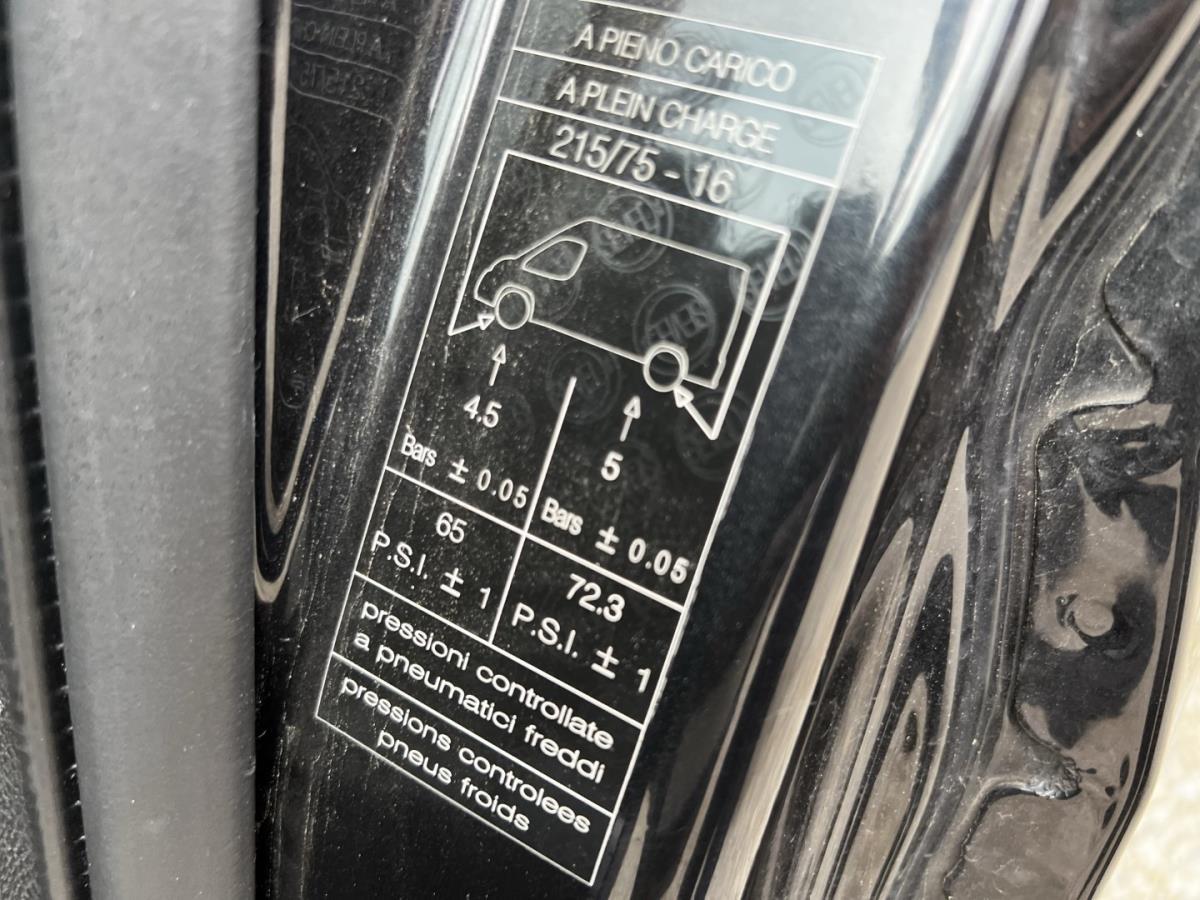 A PIENO CARICO
A PLEIN CHARGE
215/75 - 16
4.5
Bars ± 0.05
5
Bars ± 0.05
65
P.S.I. ± 1
72.3
P.S.I. ± 1
pressioni controllate
a pneumatici freddi
pressions controlees
pneus froids